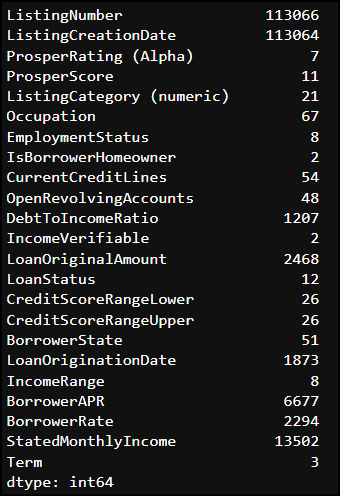 ListingNumber 113066
ListingCreationDate 113064
ProsperRating (Alpha) 7
ProsperScore 11
ListingCategory (numeric) 21
Occupation 67
EmploymentStatus 8
IsBorrowerHomeowner 2
CurrentCreditLines 54
OpenRevolvingAccounts 48
DebtToIncomeRatio 1207
IncomeVerifiable 2
LoanOriginalAmount 2468
LoanStatus 12
CreditScoreRangeLower 26
CreditScoreRangeUpper 26
BorrowerState 51
LoanOriginationDate 1873
IncomeRange 8
BorrowerAPR 6677
BorrowerRate 2294
StatedMonthlyIncome 13502
Term 3
dtype: int64